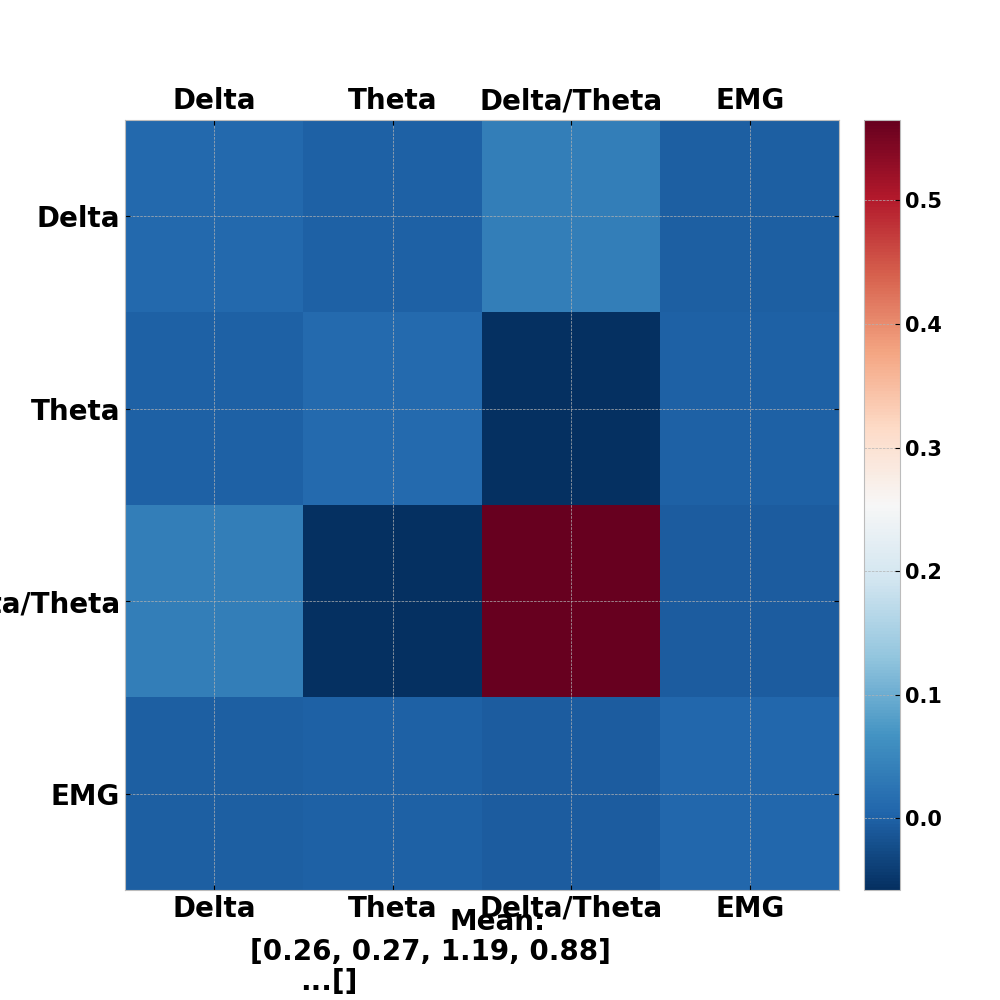 Delta Theta Delta/Theta EMG
Delta
Theta
ta/Theta
EMG
0.5
0.4
0.3
0.2
0.1
0.0
Delta Theta Delta/Theta EMG
Mean:
[0.26, 0.27, 1.19, 0.88]
...[]